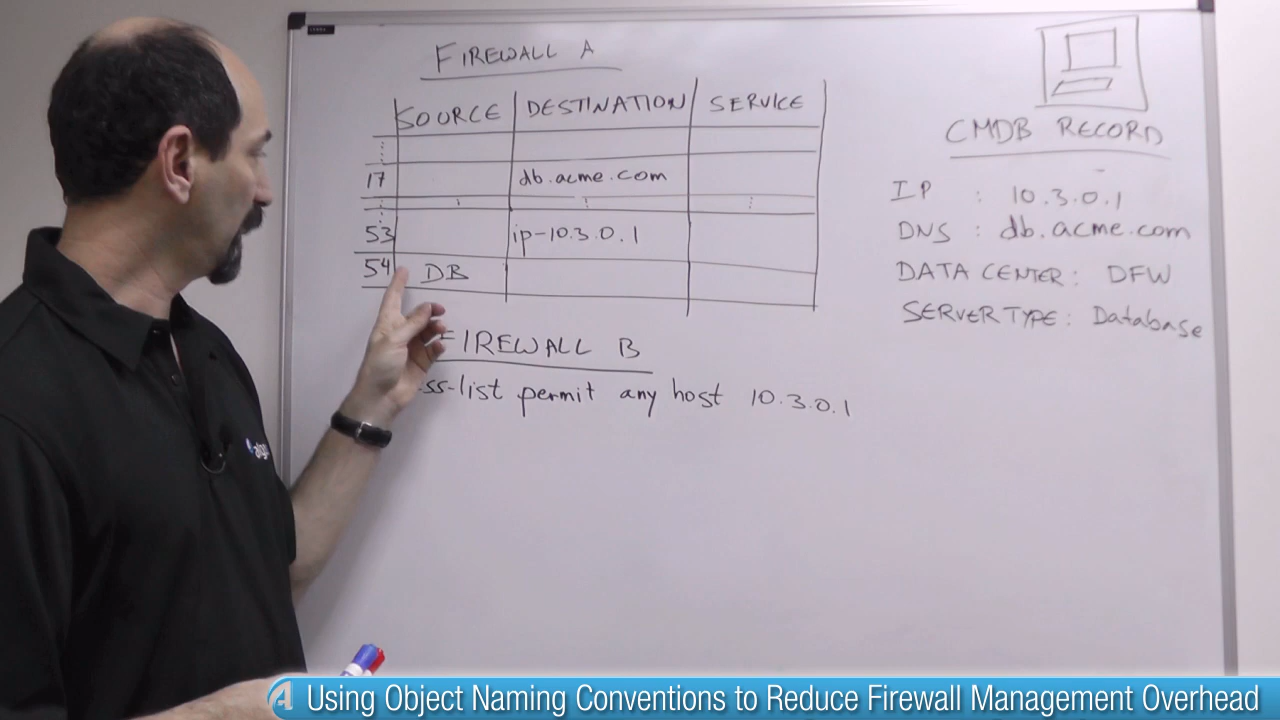 FIREWALL A
SOURCE DESTINATION SERVICE
17 db.acme.com
53 ip-10.3.0.1
54 DB
FIREWALL B
permit any host 10.3.0.1
CMDB RECORD
IP : 10.3.0.1
DNS : db.acme.com
DATA CENTER: DFW
SERVER TYPE: Database
Using Object Naming Conventions to Reduce Firewall Management Overhead